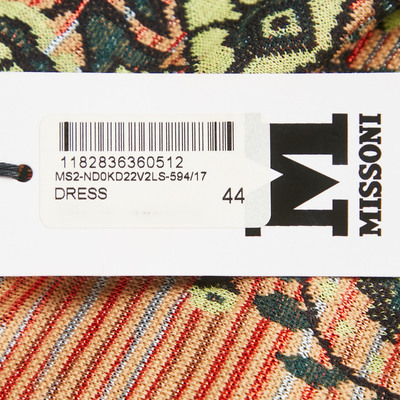 1182836360512
MS2-ND0KD22V2LS-594/17
DRESS 44
M
MISSONI